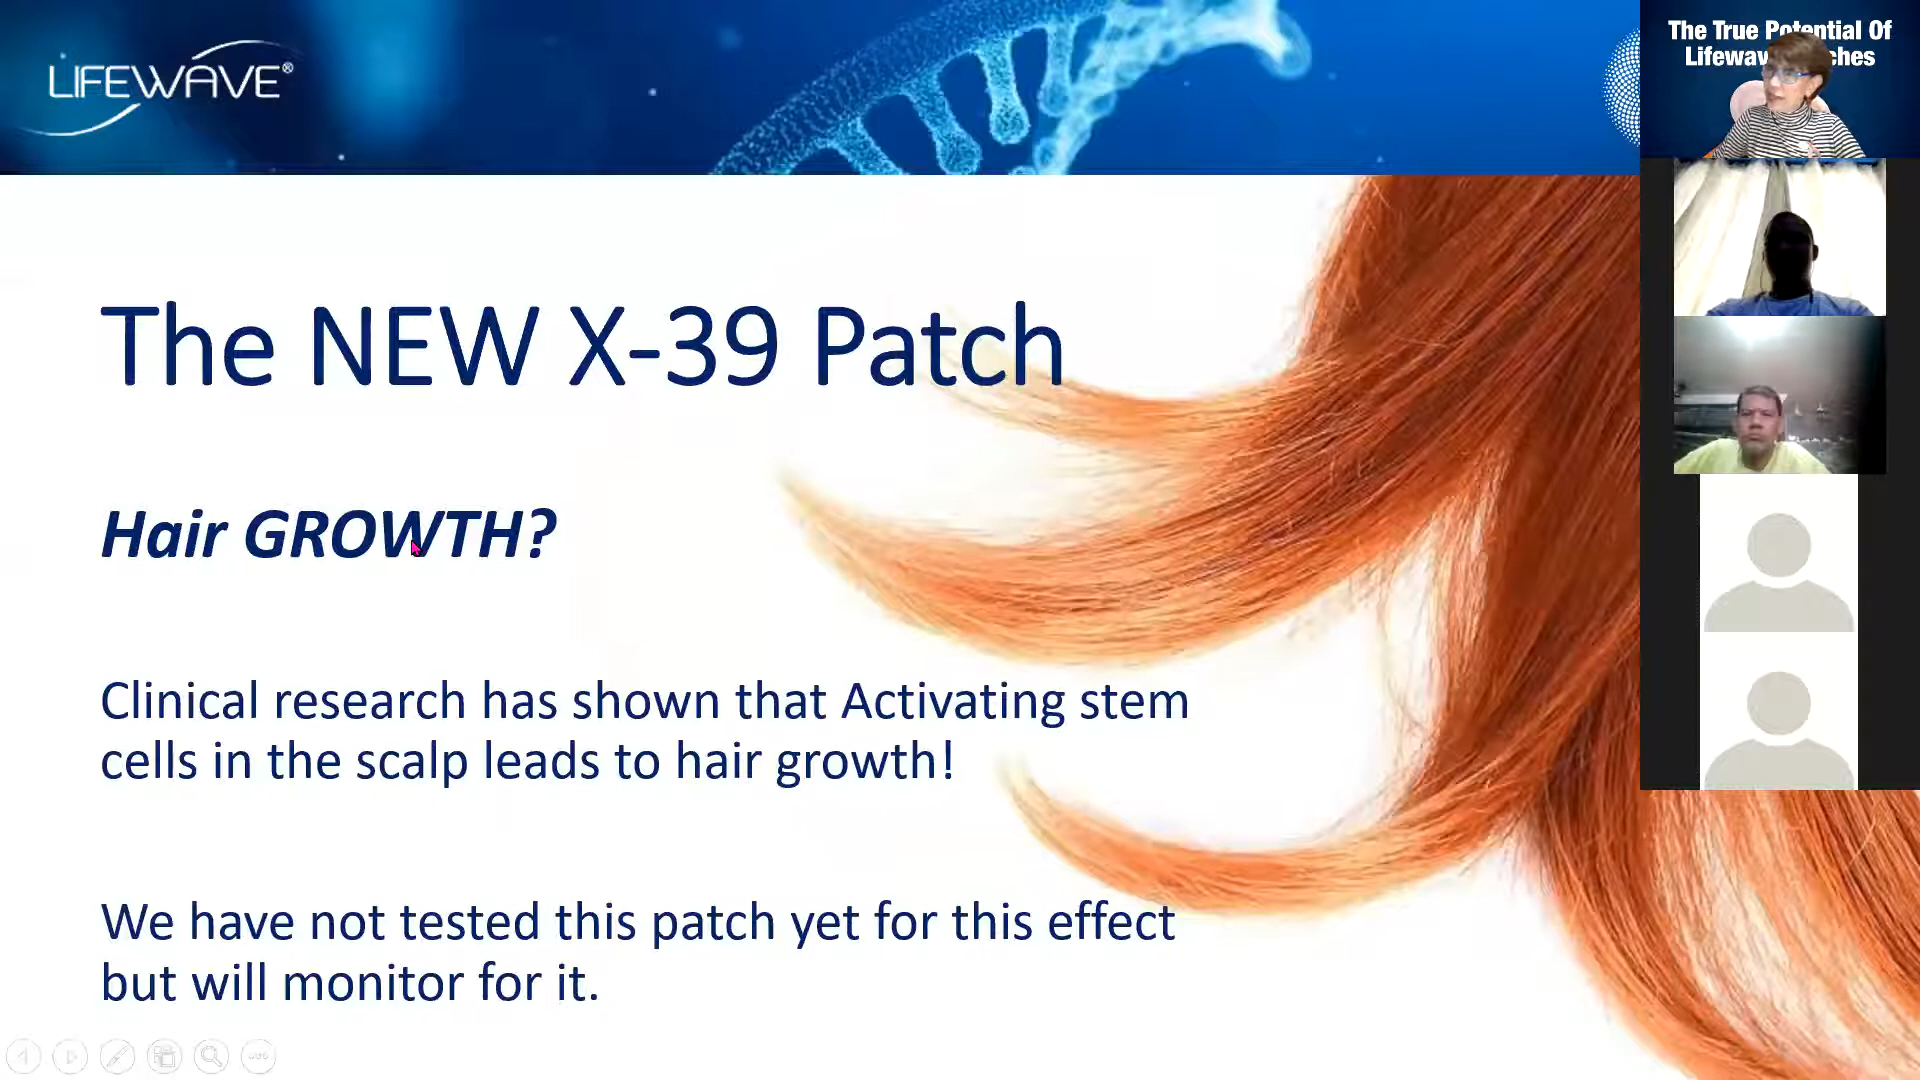 LIFEWAVE®
The True Potential Of
Lifewave
The NEW X-39 Patch
Hair GROWTH?
Clinical research has shown that Activating stem
cells in the scalp leads to hair growth!
We have not tested this patch yet for this effect
but will monitor for it.